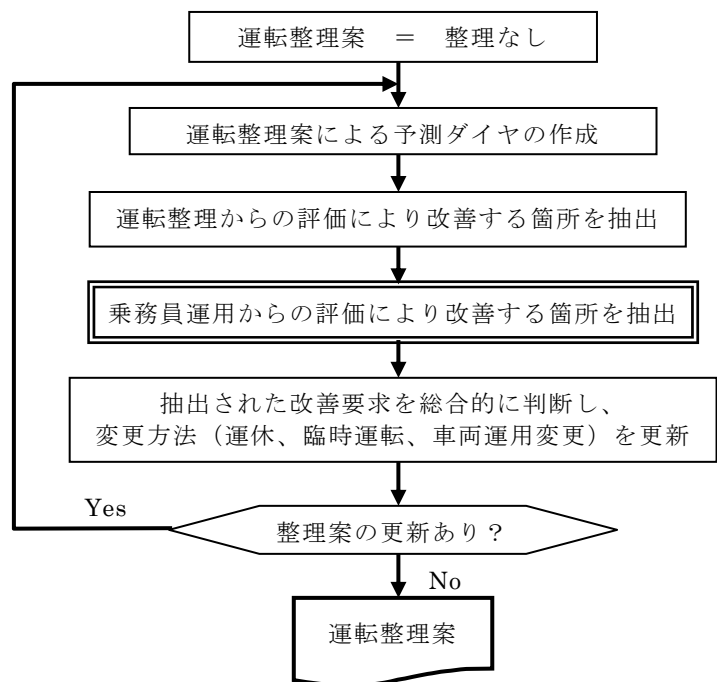 運転整理案　＝　整理なし
運転整理案による予測ダイヤの作成
運転整理からの評価により改善する箇所を抽出
乗務員運用からの評価により改善する箇所を抽出
抽出された改善要求を総合的に判断し、
変更方法（運休、臨時運転、車両運用変更）を更新
Yes
整理案の更新あり？
No
運転整理案